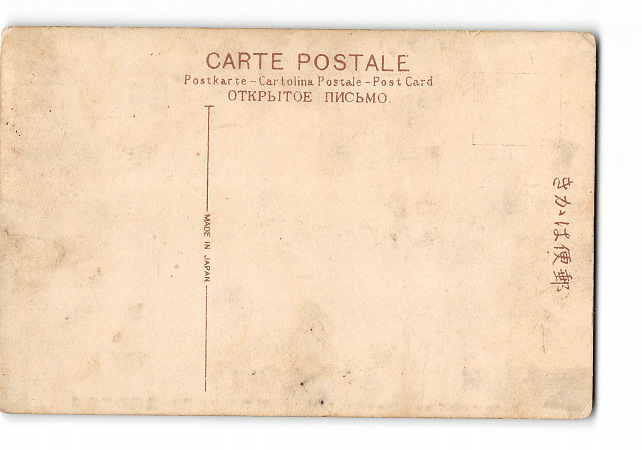 CARTE POSTALE
Postkarte – Cartolina Postale – Post Card
ОТКРЫТОЕ ПИСЬМО.
MADE IN JAPAN
きかは便郵